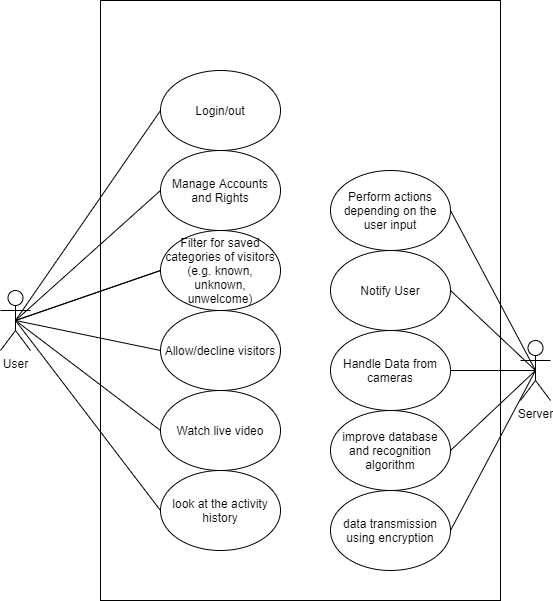 Login/out
Manage Accounts
and Rights
Filter for saved
categories of visitors
(e.g. known,
unknown,
unwelcome)
Allow/decline visitors
Watch live video
look at the activity
history
User
Perform actions
depending on the
user input
Notify User
Handle Data from
cameras
improve database
and recognition
algorithm
data transmission
using encryption
Server